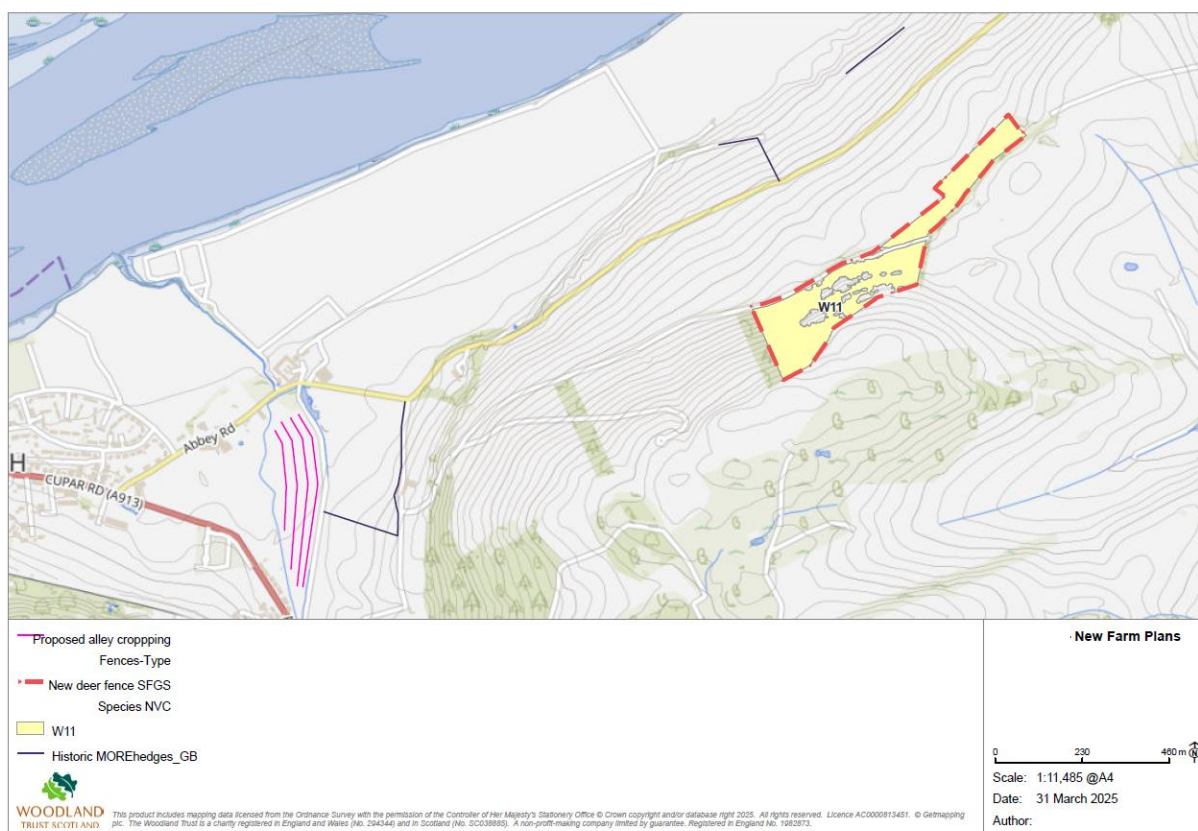 W11
Abbey Rd
H
CUPAR RD (A913)
Proposed alley croppping
Fences-Type
New deer fence SFGS
Species NVC
W11
Historic MOREhedges_GB
WOODLAND
TRUST SCOTLAND
This product includes mapping data licensed from the Ordnance Survey with the permission of the Controller of Her Majesty's Stationery Office © Crown copyright and/or database right 2025. All rights reserved. Licence AC0000813451. © Getmapping
plc. The Woodland Trust is a charity registered in England and Wales (No. 294344) and in Scotland (No. SC038885). A non-profit-making company limited by guarantee. Registered in England No. 1982873.
New Farm Plans
0 230 460 m
N
Scale: 1:11,485 @A4
Date: 31 March 2025
Author: